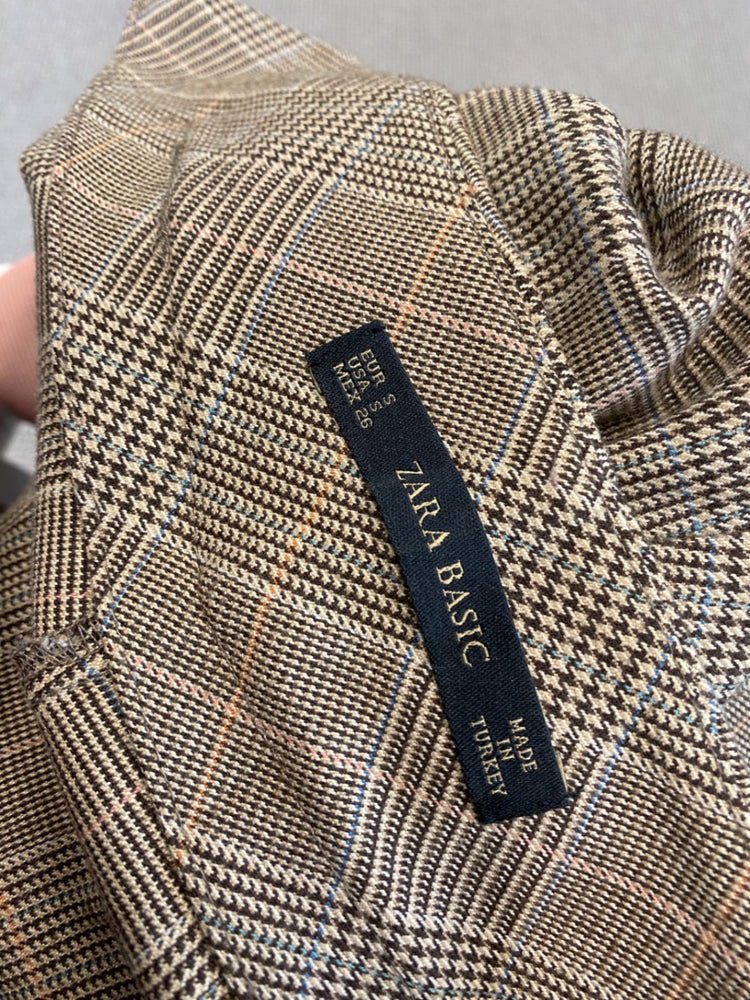 EUR S
USA S
MEX 26
ZARA BASIC
MADE
IN
TURKEY